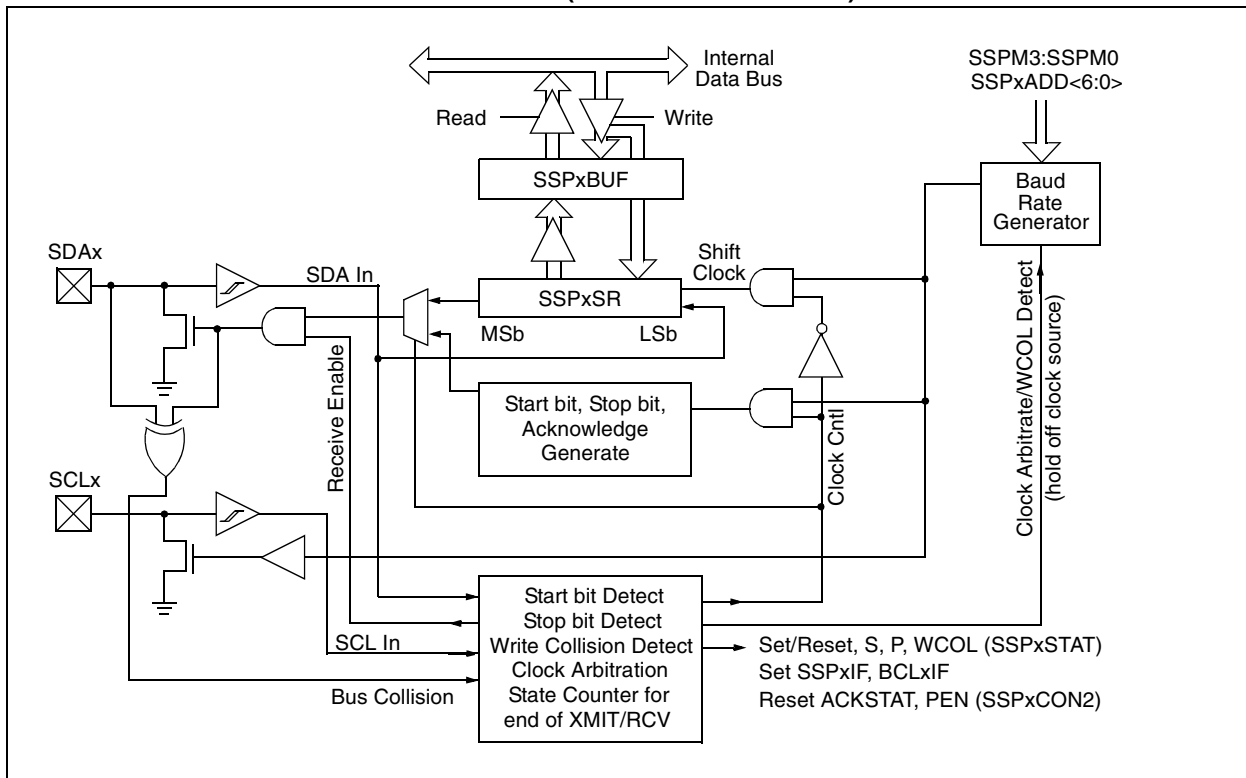 Internal
Data Bus
SSPM3:SSPM0
SSPxADD<6:0>
Read
Write
SSPxBUF
Baud
Rate
Generator
SDAx
SDA In
Shift
Clock
SSPxSR
MSb
LSb
Receive Enable
Start bit, Stop bit,
Acknowledge
Generate
Clock Cntl
Clock Arbitrate/WCOL Detect
(hold off clock source)
SCLx
SCL In
Bus Collision
Start bit Detect
Stop bit Detect
Write Collision Detect
Clock Arbitration
State Counter for
end of XMIT/RCV
Set/Reset, S, P, WCOL (SSPxSTAT)
Set SSPxIF, BCLxIF
Reset ACKSTAT, PEN (SSPxCON2)